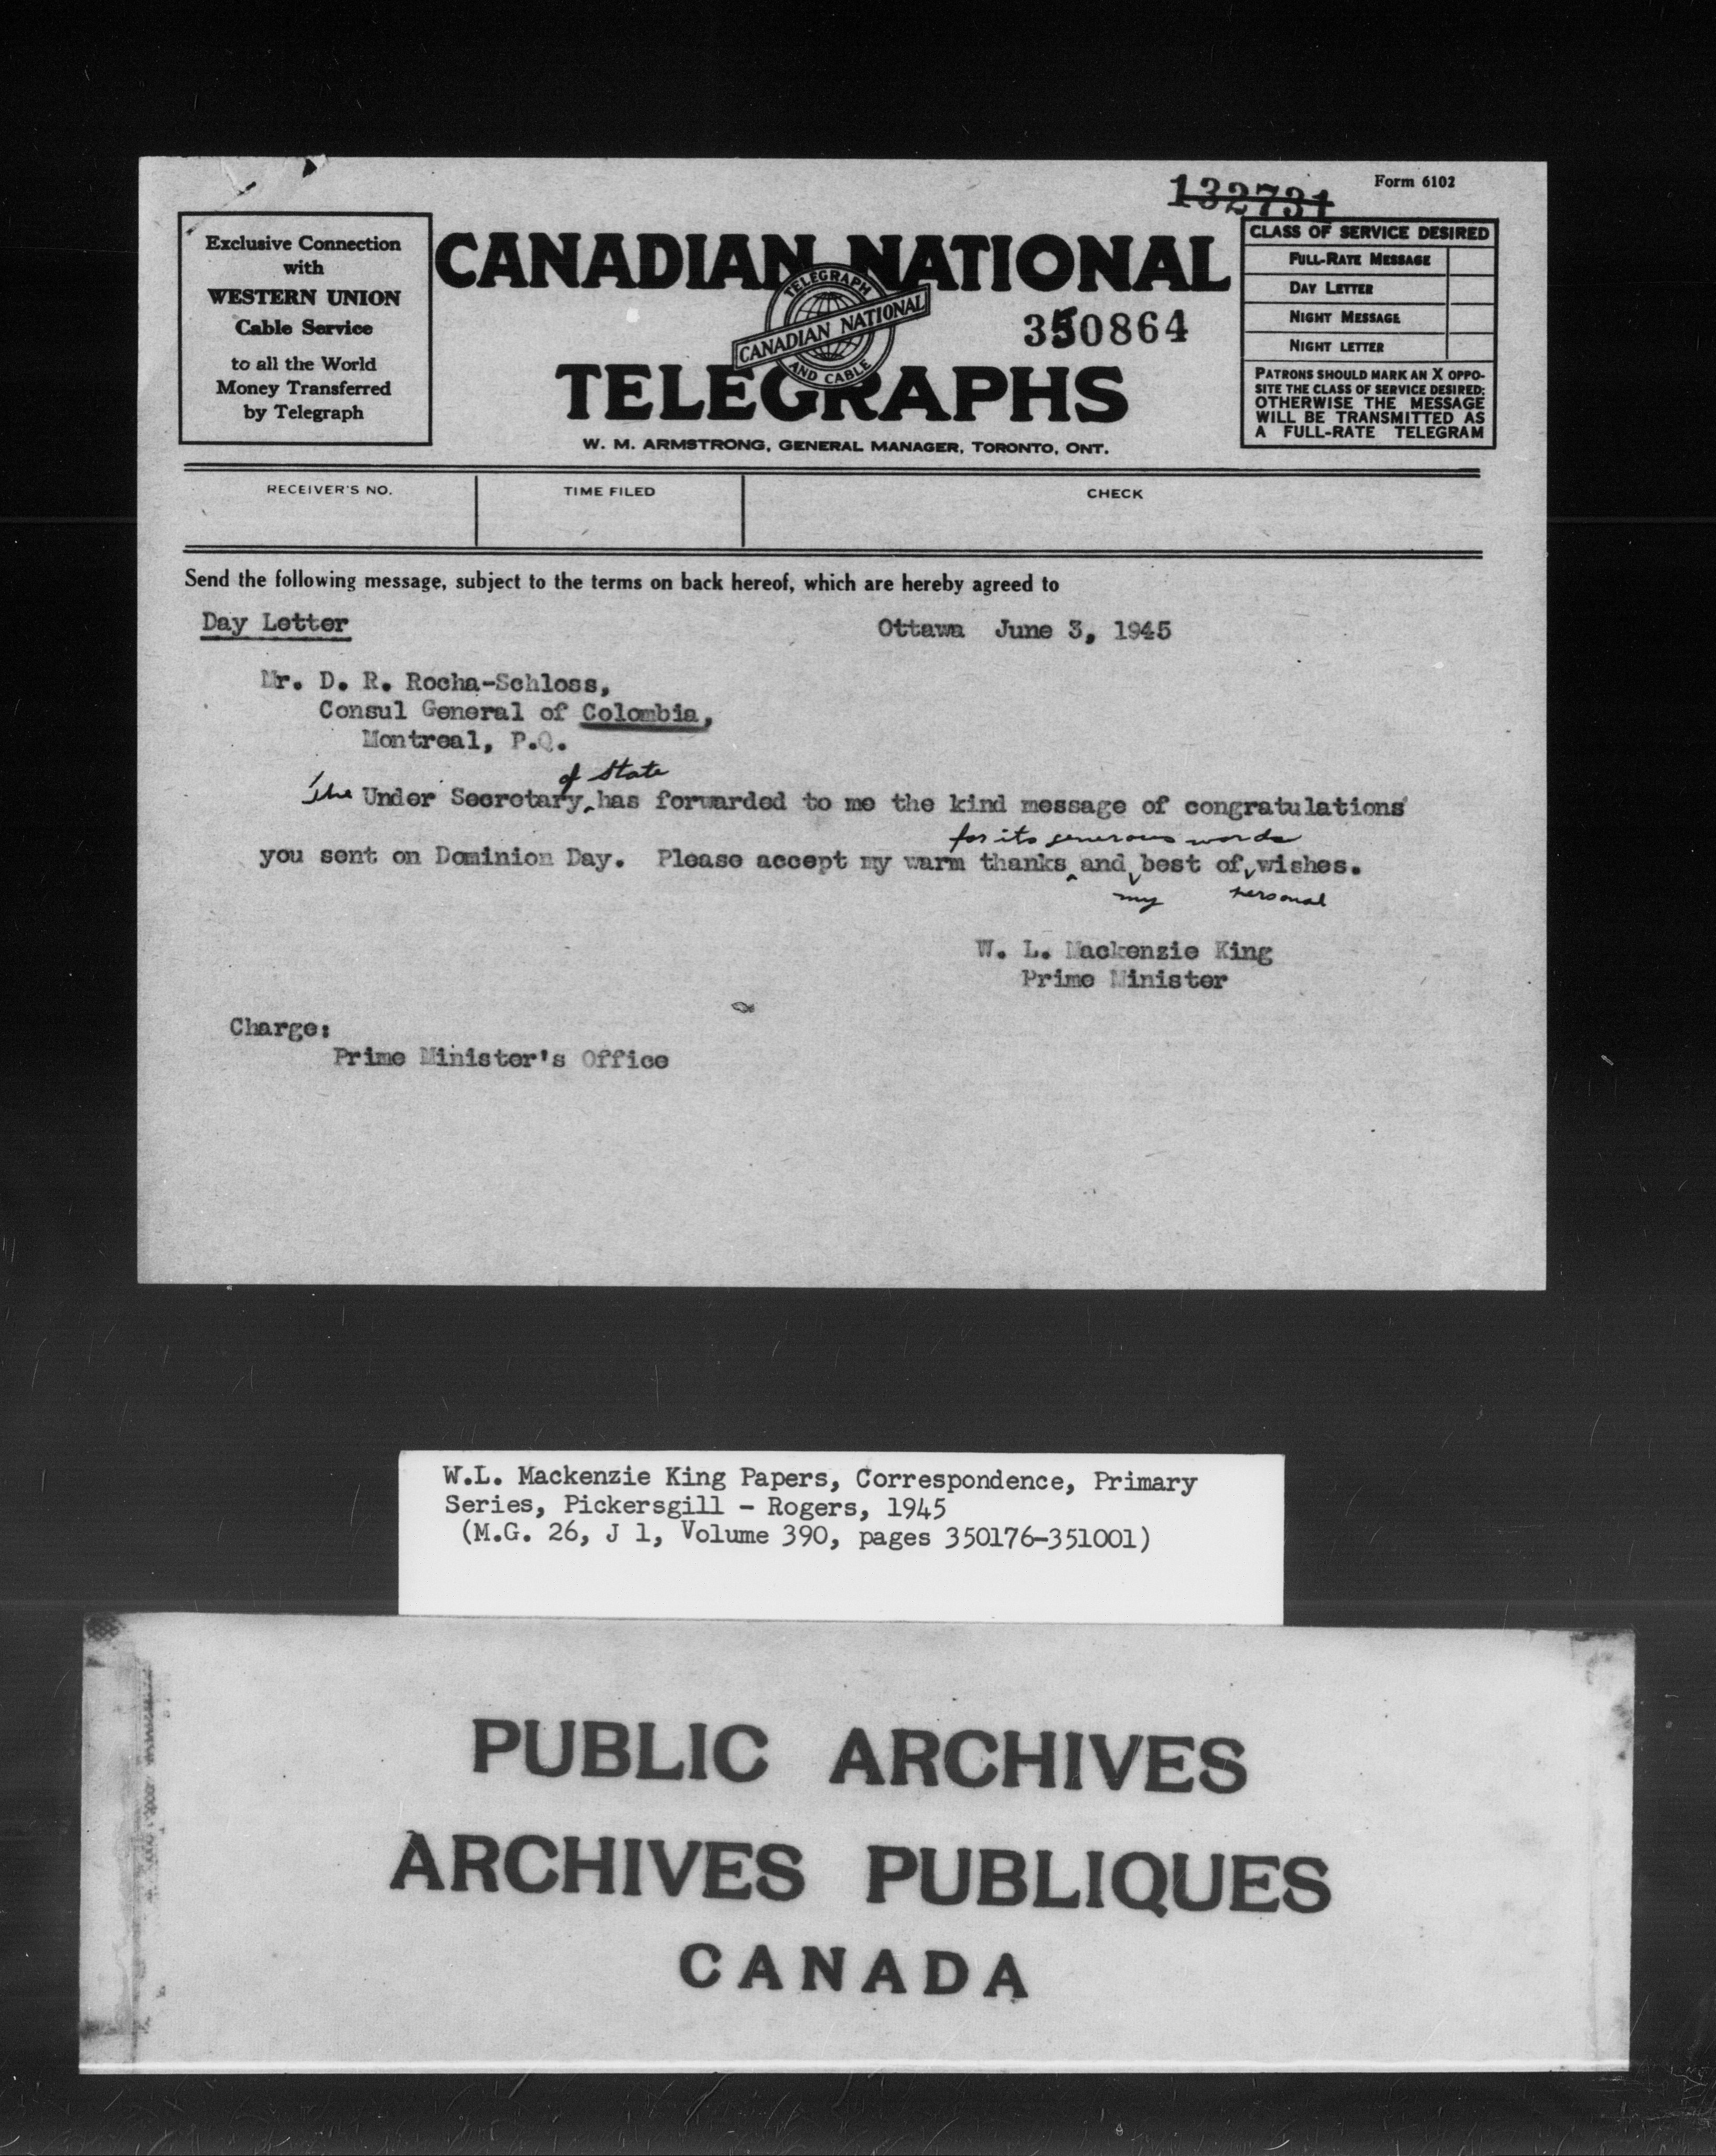 132731
Form 6102
Exclusive Connection
with
WESTERN UNION
Cable Service
to all the World
Money Transferred
by Telegraph
CANADIAN NATIONAL
TELEGRAPH
CANADIAN NATIONAL
AND CABLE
350864
TELEGRAPHS
W. M. ARMSTRONG, GENERAL MANAGER, TORONTO, ONT.
CLASS OF SERVICE DESIRED
FULL-RATE MESSAGE
DAY LETTER
NIGHT MESSAGE
NIGHT LETTER
PATRONS SHOULD MARK AN X OPPO-
SITE THE CLASS OF SERVICE DESIRED;
OTHERWISE THE MESSAGE
WILL BE TRANSMITTED AS
A FULL-RATE TELEGRAM
RECEIVER'S NO.
TIME FILED
CHECK
Send the following message, subject to the terms on back hereof, which are hereby agreed to
Day Letter
Ottawa June 3, 1945
Mr. D. R. Rocha-Schloss,
Consul General of Colombia,
Montreal, P.Q.
of State
The Under Secretary has forwarded to me the kind message of congratulations
for its generous words
you sent on Dominion Day. Please accept my warm thanks and best of wishes.
my personal
W. L. Mackenzie King
Prime Minister
Charge:
Prime Minister's Office
W.L. Mackenzie King Papers, Correspondence, Primary
Series, Pickersgill - Rogers, 1945
(M.G. 26, J 1, Volume 390, pages 350176-351001)
PUBLIC ARCHIVES
ARCHIVES PUBLIQUES
CANADA